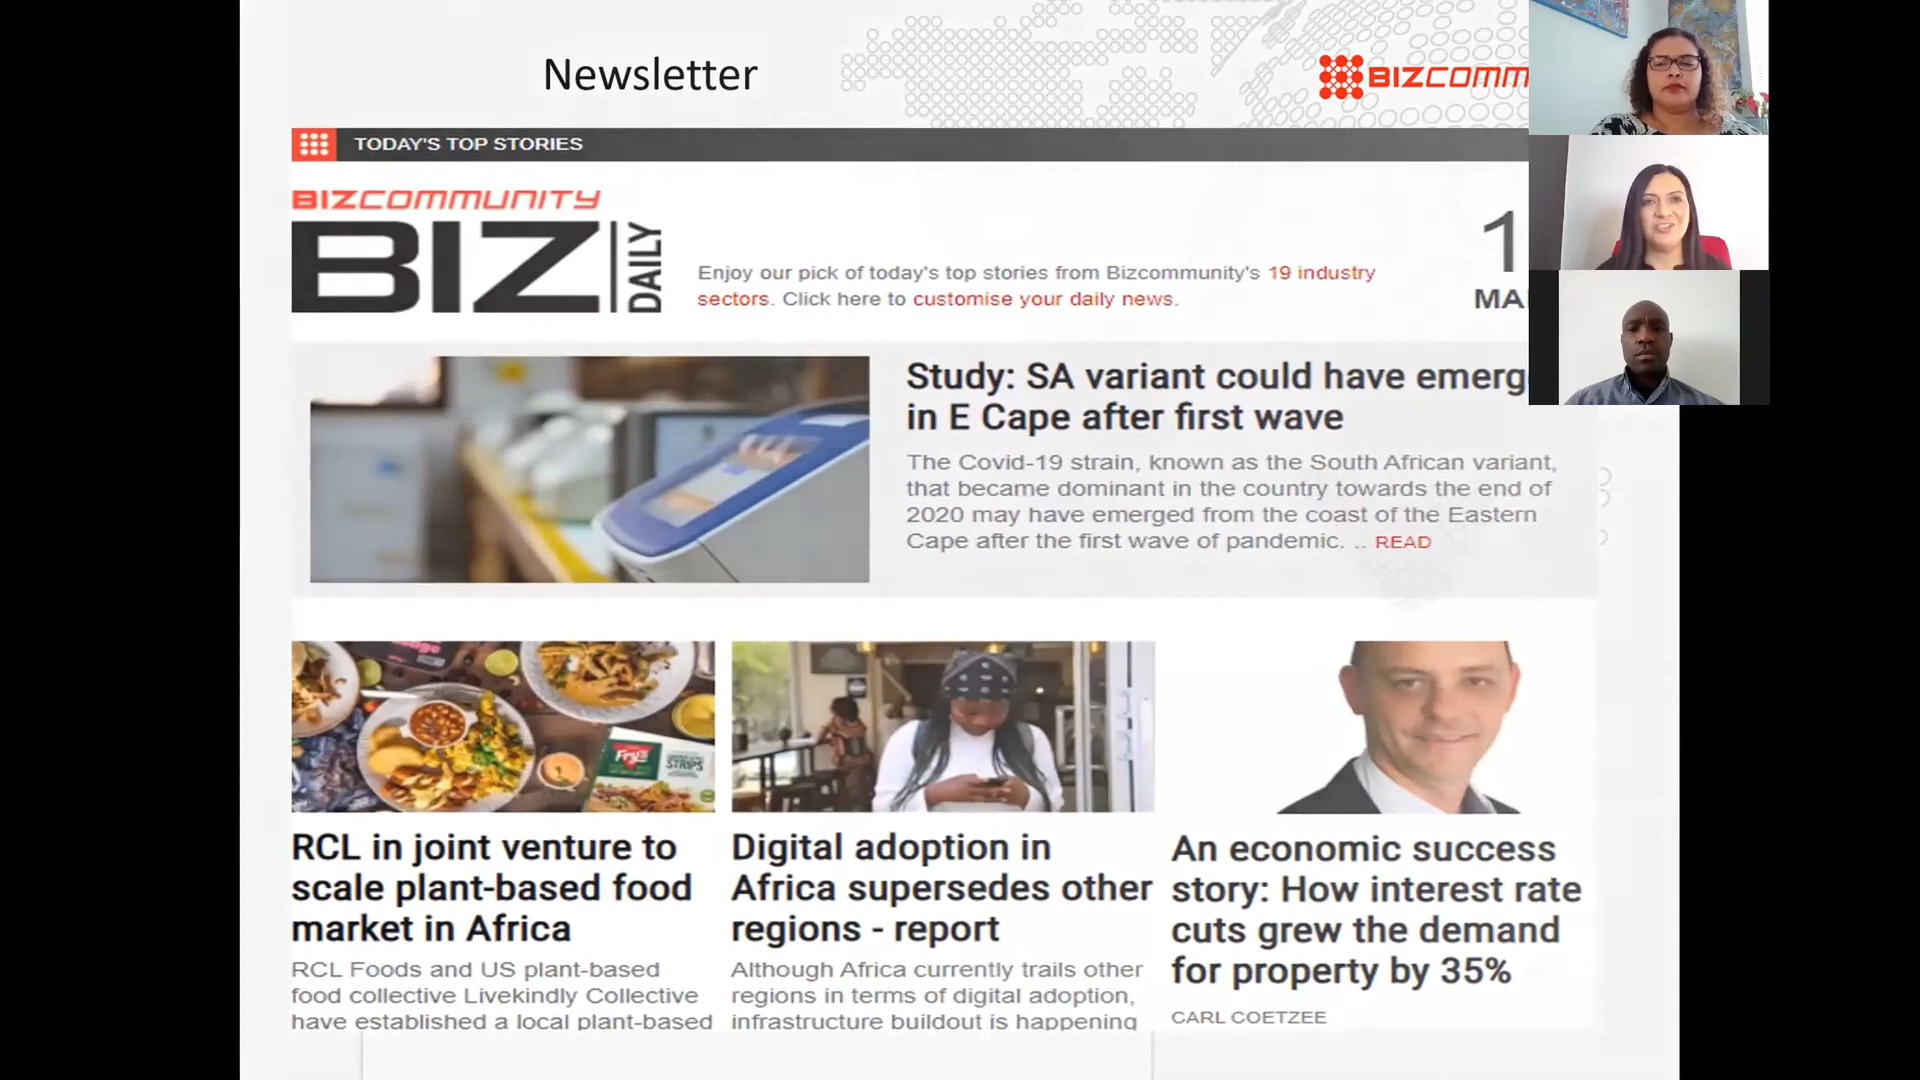 Newsletter
BIZCOMM
TODAY'S TOP STORIES
BIZCOMMUNITY
BIZ DAILY
Enjoy our pick of today's top stories from Bizcommunity's 19 industry
sectors. Click here to customise your daily news.
1
MA
Study: SA variant could have emerg
in E Cape after first wave
The Covid-19 strain, known as the South African variant,
that became dominant in the country towards the end of
2020 may have emerged from the coast of the Eastern
Cape after the first wave of pandemic. .. READ
Fry's
STRIPS
RCL in joint venture to
scale plant-based food
market in Africa
RCL Foods and US plant-based
food collective Livekindly Collective
have established a local plant-based
Digital adoption in
Africa supersedes other
regions - report
Although Africa currently trails other
regions in terms of digital adoption,
infrastructure buildout is happening
An economic success
story: How interest rate
cuts grew the demand
for property by 35%
CARL COETZEE